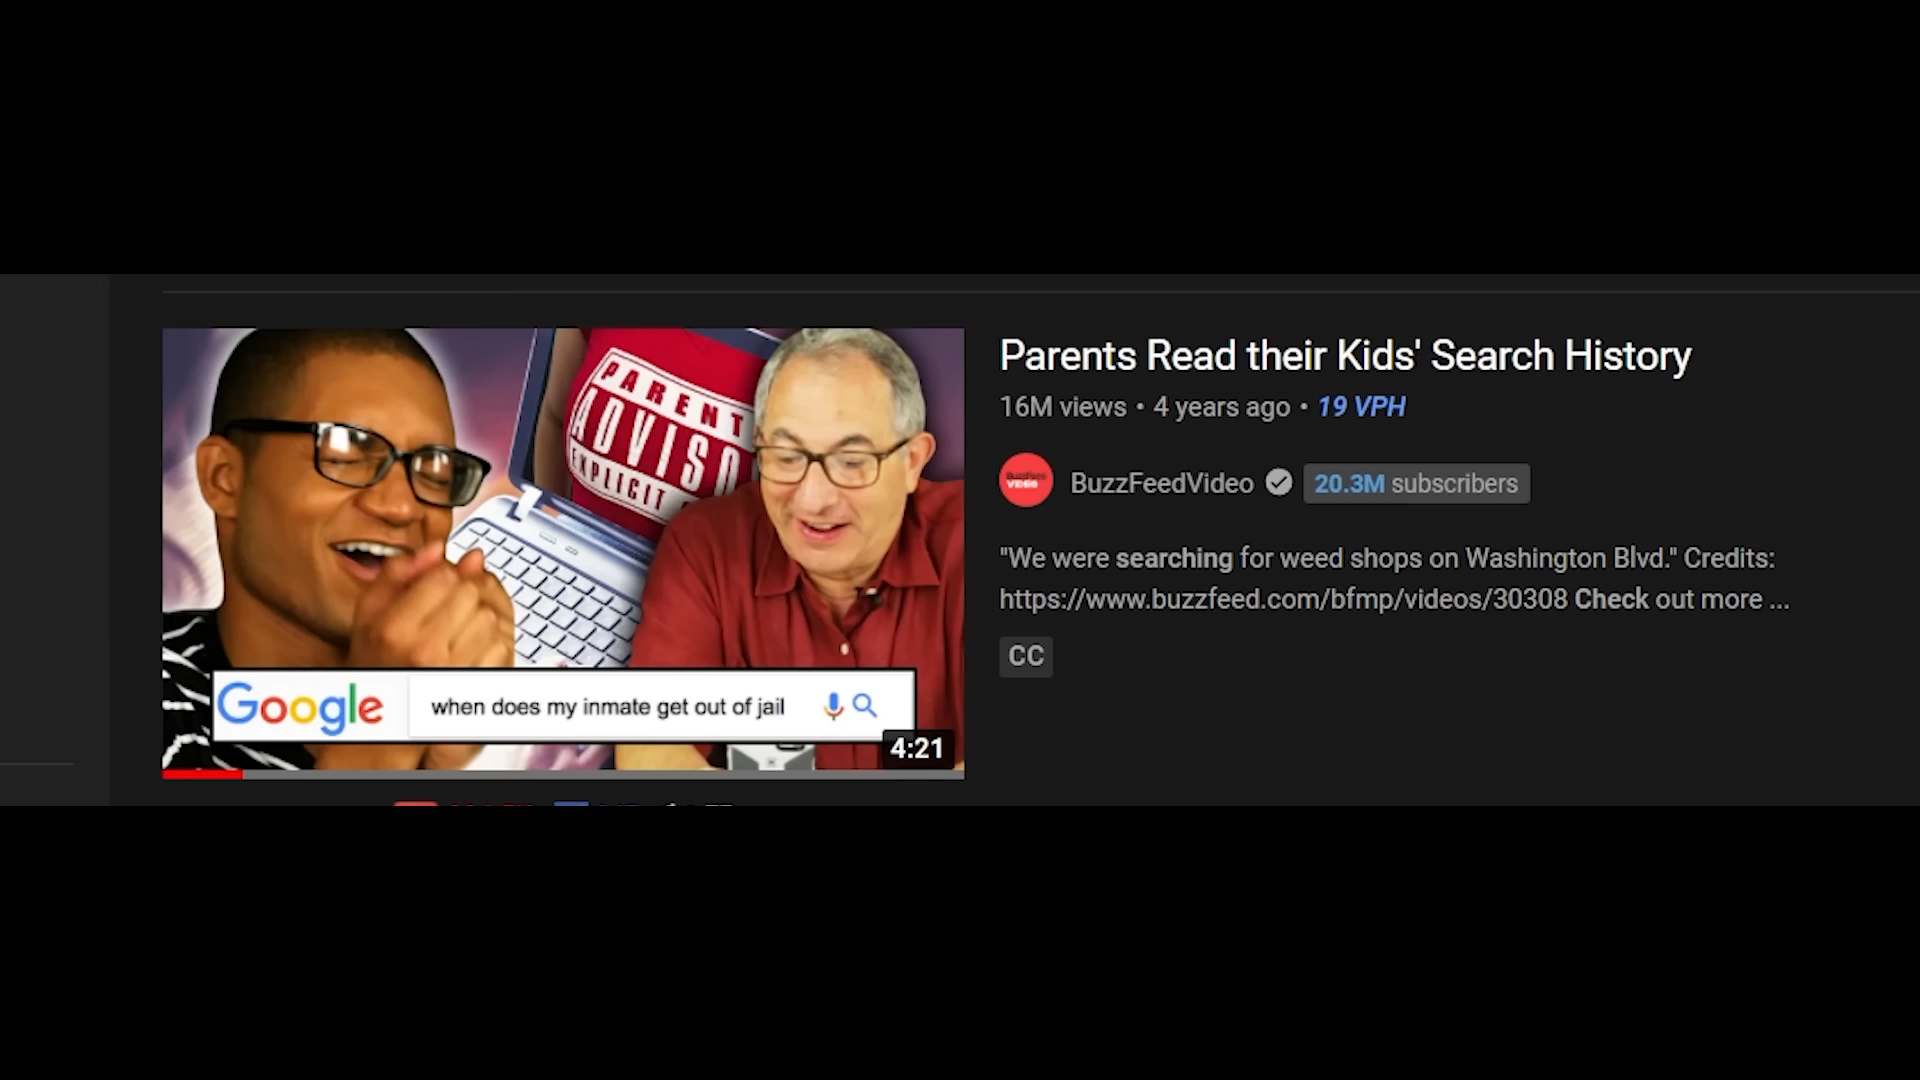 PARENT
ADVISO
EXPLICIT
Google when does my inmate get out of jail
4:21
Parents Read their Kids' Search History
16M views • 4 years ago • 19 VPH
VIDEO
BuzzFeedVideo 20.3M subscribers
"We were searching for weed shops on Washington Blvd." Credits:
https://www.buzzfeed.com/bfmp/videos/30308 Check out more ...
CC